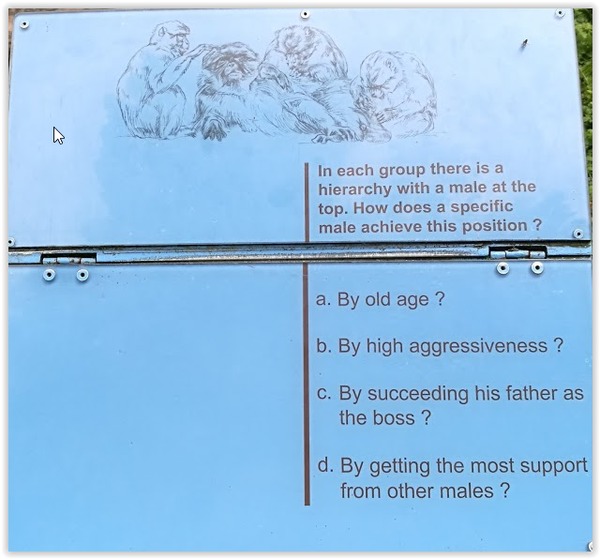 In each group there is a
hierarchy with a male at the
top. How does a specific
male achieve this position ?
a. By old age ?
b. By high aggressiveness ?
c. By succeeding his father as
the boss ?
d. By getting the most support
from other males ?